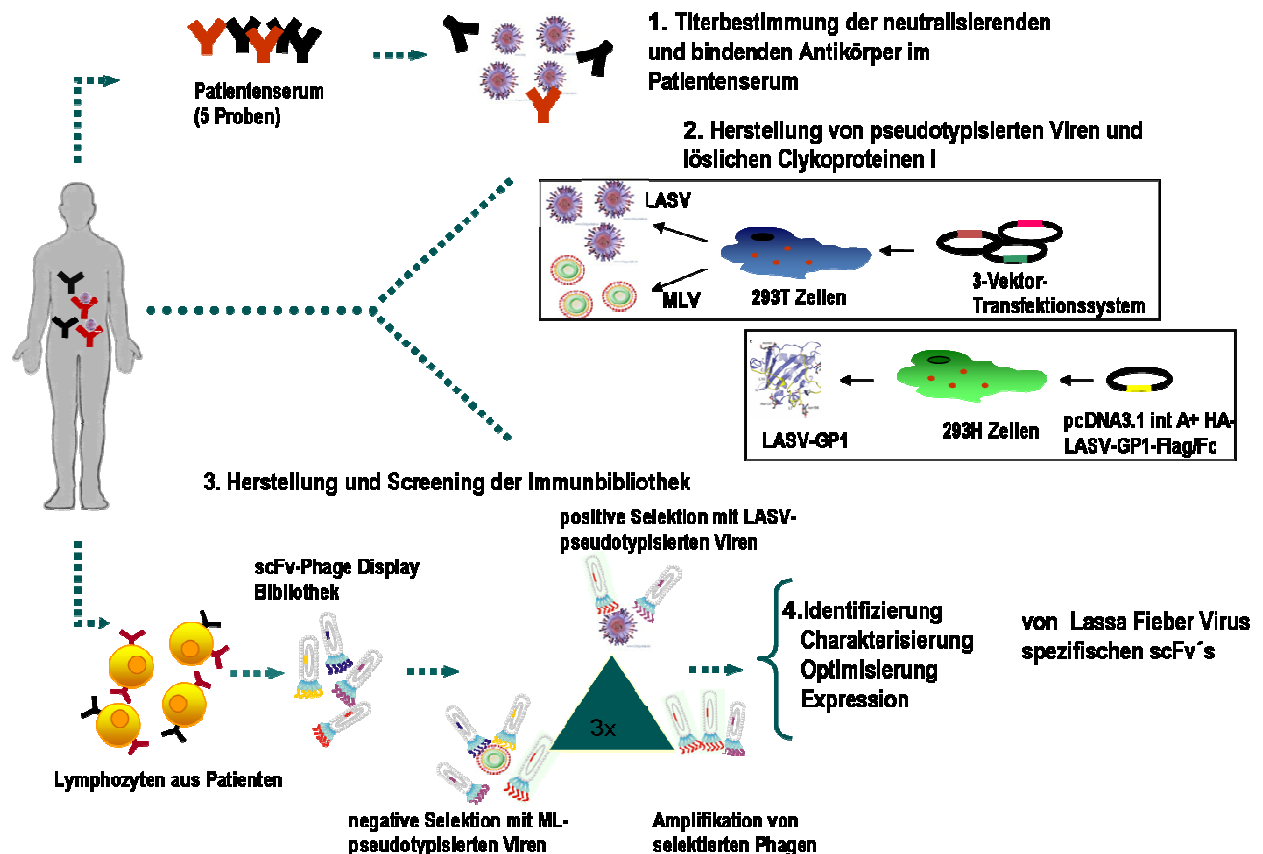 1. Titerbestimmung der neutralisierenden
und bindenden Antikörper im
Patientenserum
Patientenserum
(5 Proben)
2. Herstellung von pseudotypisierten Viren und
löslichen Clykoproteinen I
LASV
MLV
293T Zellen
3-Vektor-
Transfektionssystem
LASV-GP1
293H Zellen
pcDNA3.1 int A+ HA-
LASV-GP1-Flag/Fc
3. Herstellung und Screening der Immunbibliothek
positive Selektion mit LASV-
pseudotypisierten Viren
scFv-Phage Display
Bibliothek
4.Identifizierung
Charakterisierung
Optimisierung
Expression
von Lassa Fieber Virus
spezifischen scFv´s
3x
Lymphozyten aus Patienten
negative Selektion mit ML-
pseudotypisierten Viren
Amplifikation von
selektierten Phagen